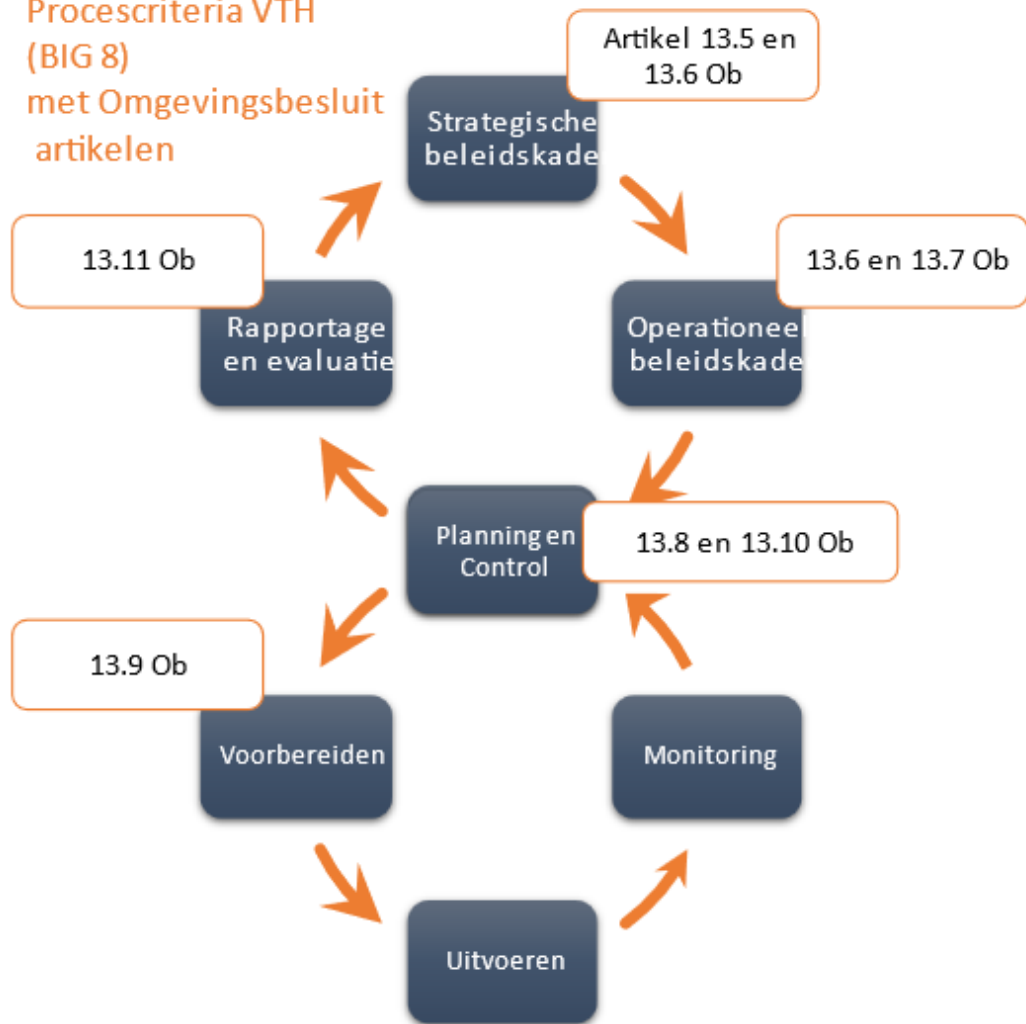 Procescriteria VTH
(BIG 8)
met Omgevingsbesluit
artikelen
Artikel 13.5 en
13.6 Ob
Strategische
beleidskade
13.11 Ob
Rapportage
en evaluatie
13.6 en 13.7 Ob
Operationeel
beleidskade
Planning en
Control
13.8 en 13.10 Ob
13.9 Ob
Voorbereiden
Monitoring
Uitvoeren